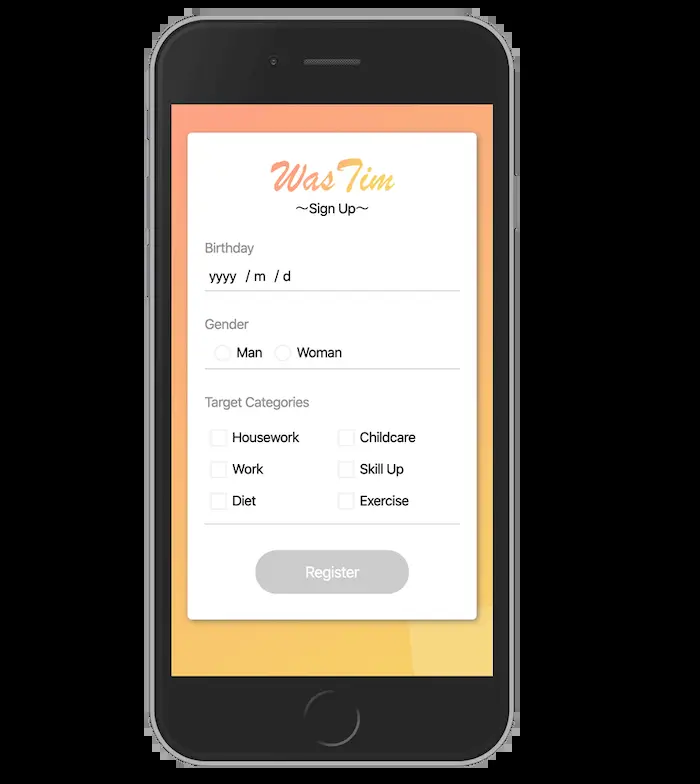 WasTim
～Sign Up～
Birthday
yyyy / m / d
Gender
Man Woman
Target Categories
Housework Childcare
Work Skill Up
Diet Exercise
Register